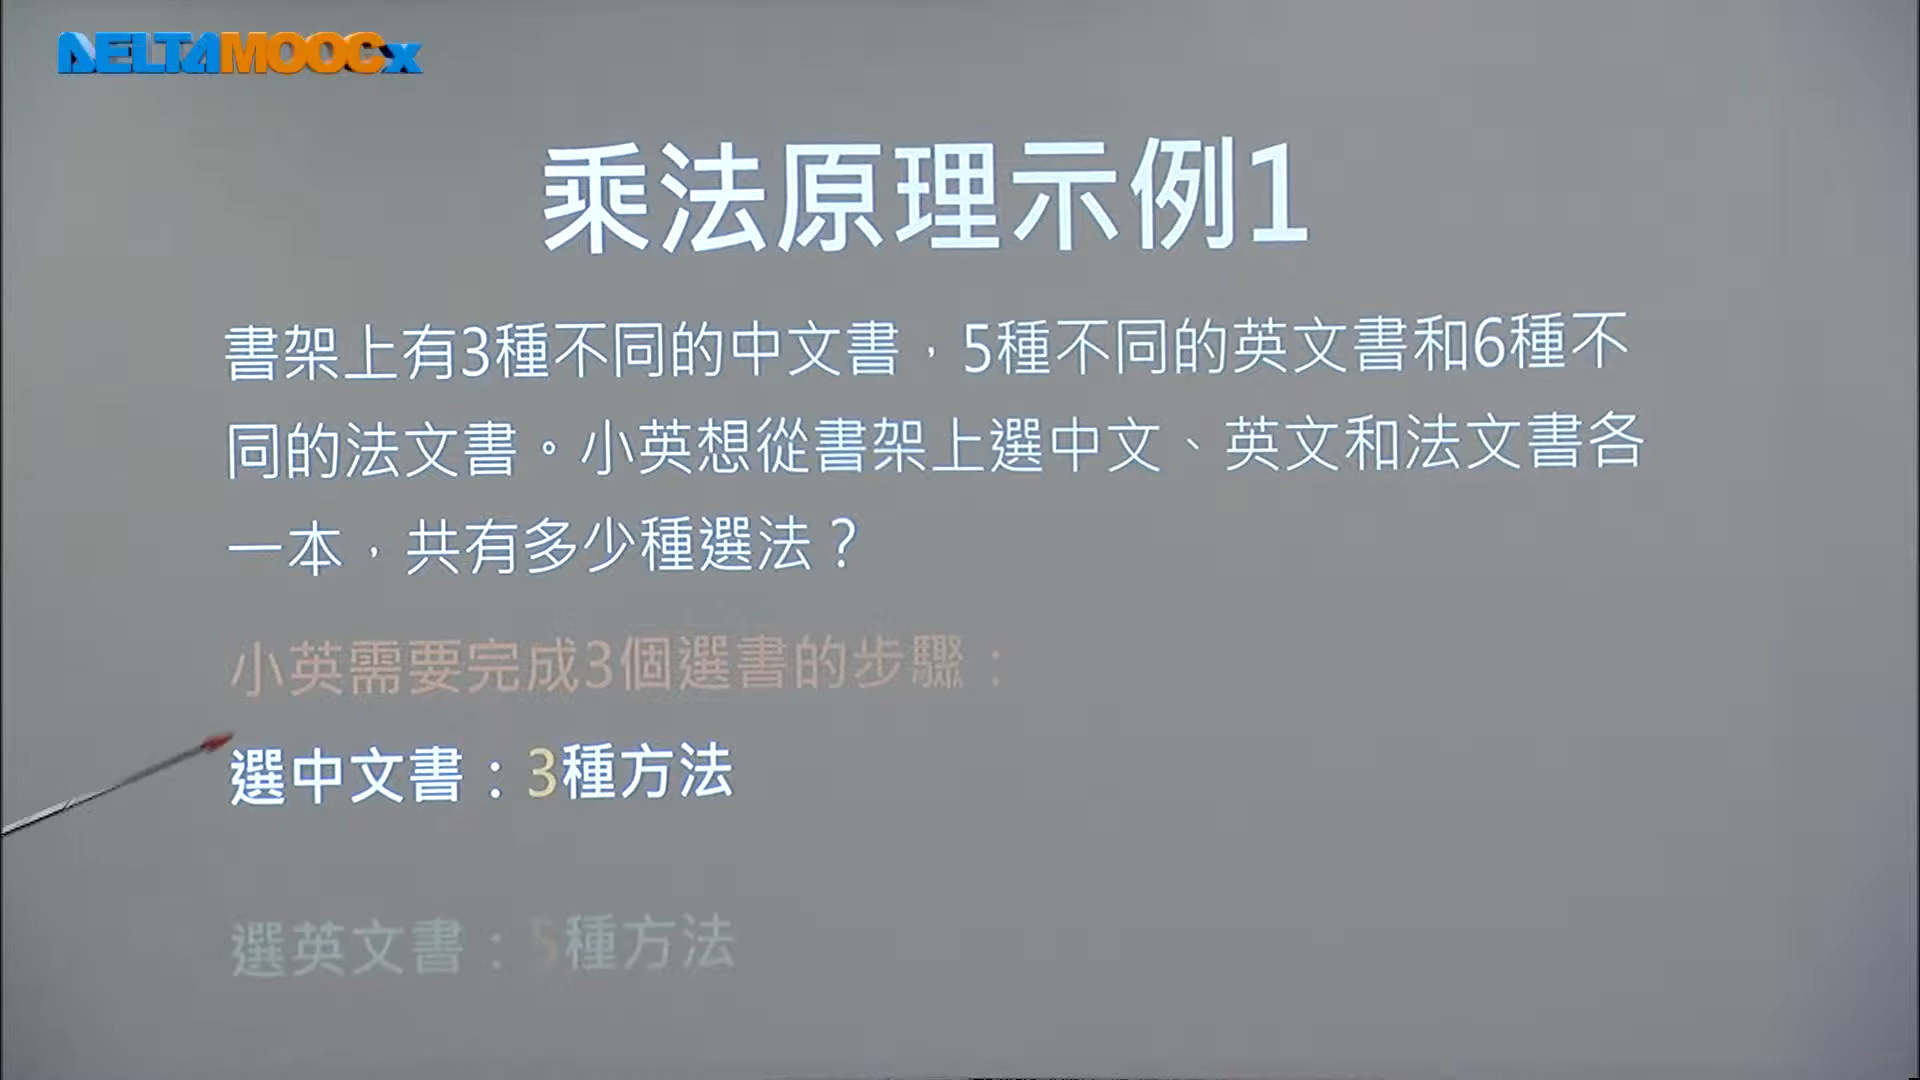 DELTAMOOCx
乘法原理示例1
書架上有3種不同的中文書，5種不同的英文書和6種不
同的法文書。小英想從書架上選中文、英文和法文書各
一本，共有多少種選法？
小英需要完成3個選書的步驟：
選中文書：3種方法
選英文書：5種方法